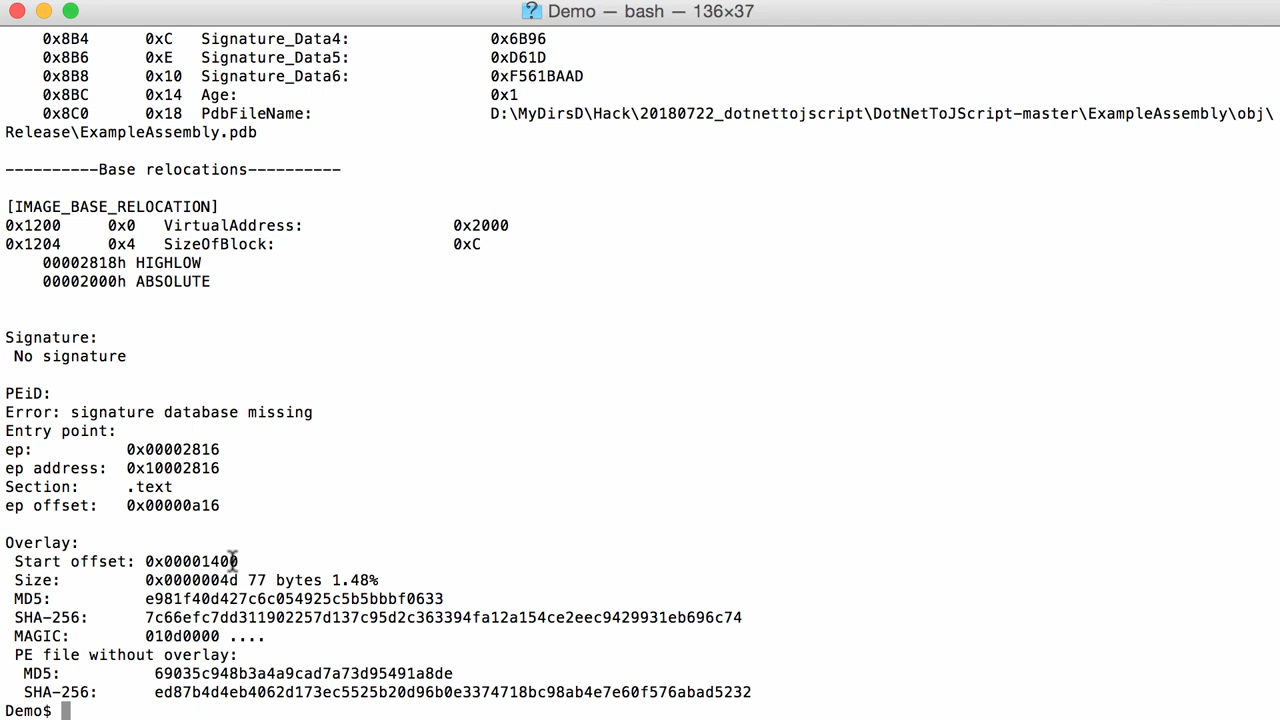 Demo — bash — 136×37
0x8B4 0xC Signature_Data4: 0x6B96
0x8B6 0xE Signature_Data5: 0xD61D
0x8B8 0x10 Signature_Data6: 0xF561BAAD
0x8BC 0x14 Age: 0x1
0x8C0 0x18 PdbFileName: D:\MyDirsD\Hack\20180722_dotnettojscript\DotNetToJScript-master\ExampleAssembly\obj\
Release\ExampleAssembly.pdb
----------Base relocations----------
[IMAGE_BASE_RELOCATION]
0x1200 0x0 VirtualAddress: 0x2000
0x1204 0x4 SizeOfBlock: 0xC
00002818h HIGHLOW
00002000h ABSOLUTE
Signature:
No signature
PEiD:
Error: signature database missing
Entry point:
ep: 0x00002816
ep address: 0x10002816
Section: .text
ep offset: 0x00000a16
Overlay:
Start offset: 0x00001400
Size: 0x0000004d 77 bytes 1.48%
MD5: e981f40d427c6c054925c5b5bbbf0633
SHA-256: 7c66efc7dd311902257d137c95d2c363394fa12a154ce2eec9429931eb696c74
MAGIC: 010d0000 ....
PE file without overlay:
MD5: 69035c948b3a4a9cad7a73d95491a8de
SHA-256: ed87b4d4eb4062d173ec5525b20d96b0e3374718bc98ab4e7e60f576abad5232
Demo$